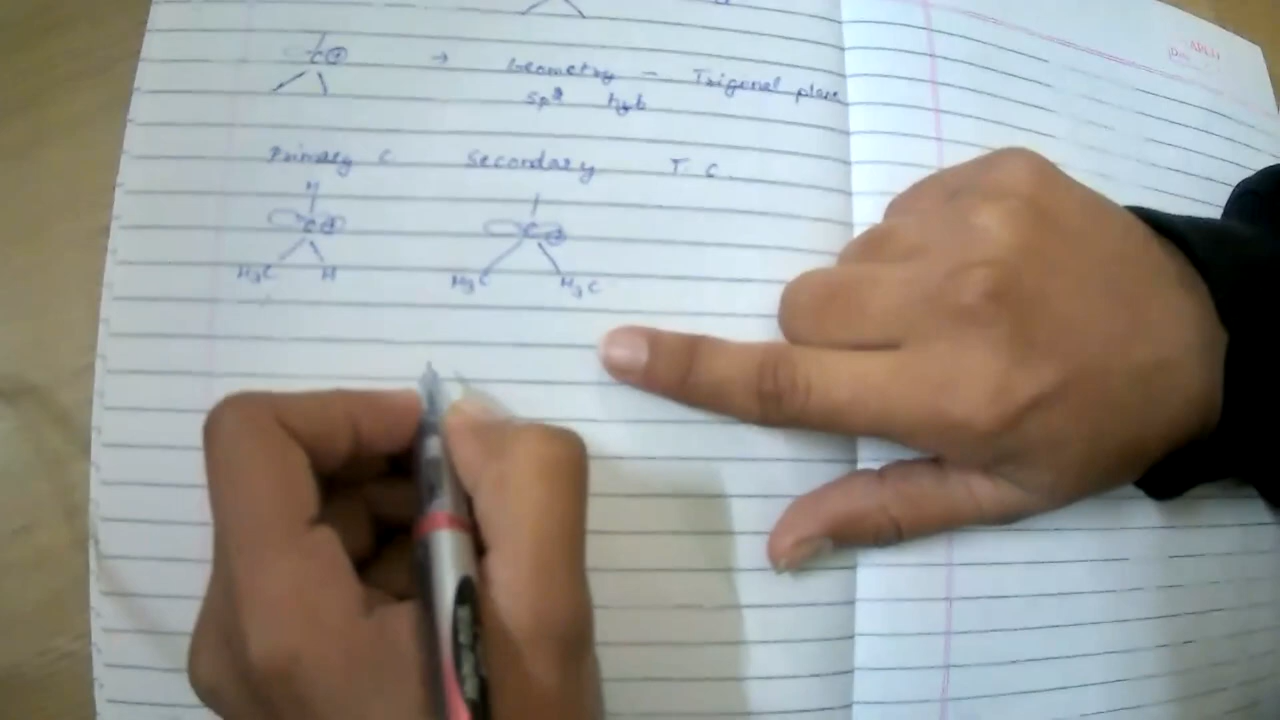 C⊕ → Geometry – Trigonal plane
sp² hyb
Primary C Secondary T. C.
H
C⊕ C⊕
H₃C H H₃C H₃C